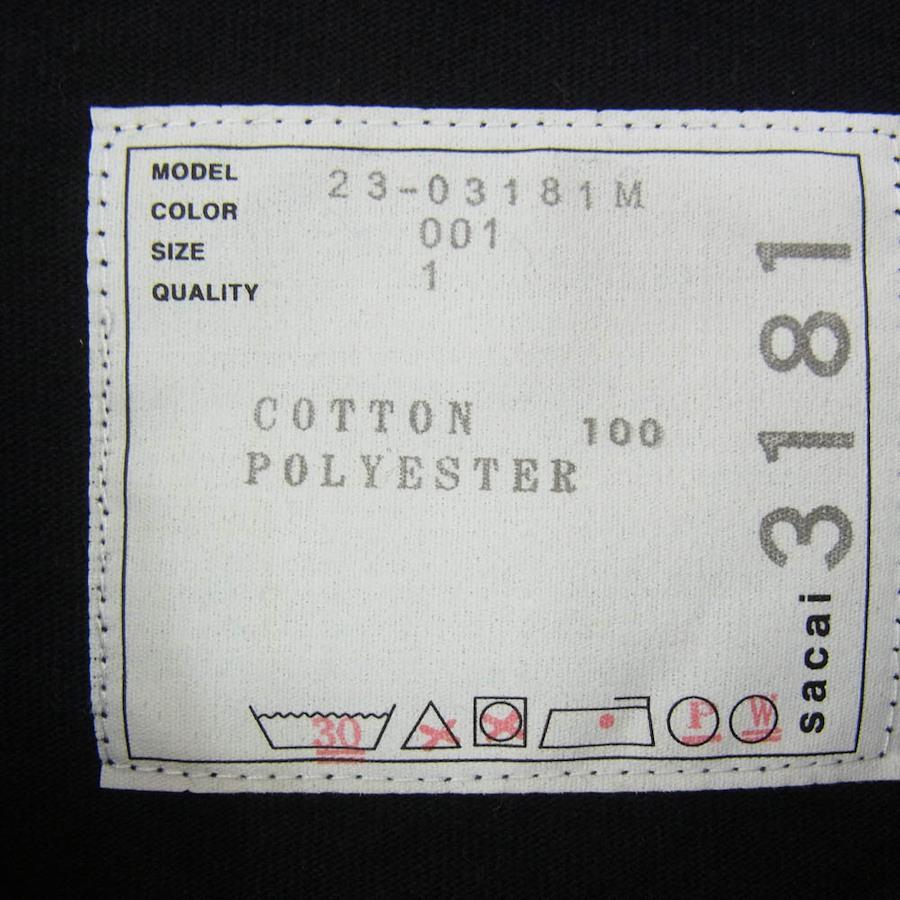 MODEL 23-03181M
COLOR 001
SIZE 1
QUALITY
COTTON 100
POLYESTER
30 P W
sacai 3181